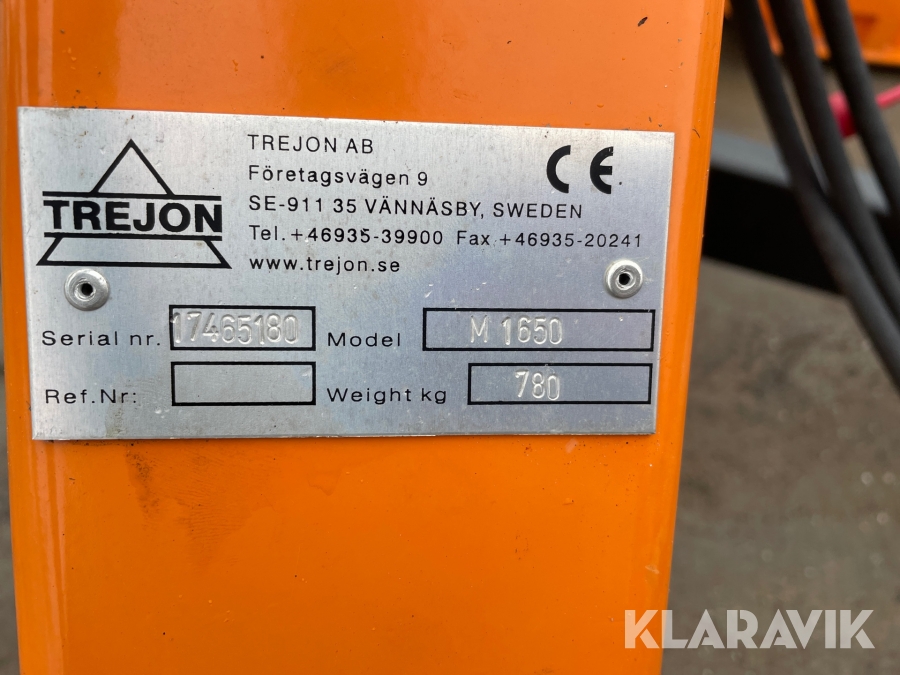 TREJON
TREJON AB
Företagsvägen 9
SE-911 35 VÄNNÄSBY, SWEDEN
Tel. +46935-39900 Fax +46935-20241
www.trejon.se
CE
Serial nr. 17465180 Model M 1650
Ref.Nr: Weight kg 780
KLARAVIK